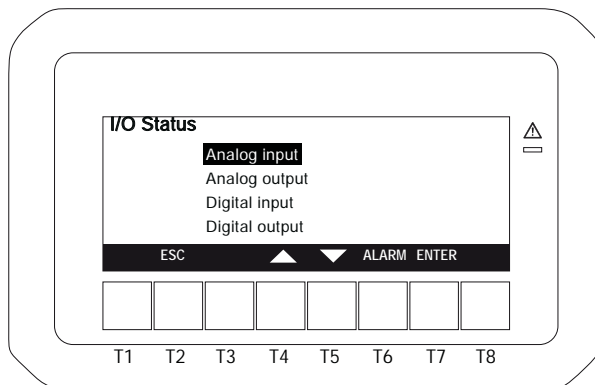 I/O Status
Analog input
Analog output
Digital input
Digital output
ESC ALARM ENTER
T1 T2 T3 T4 T5 T6 T7 T8